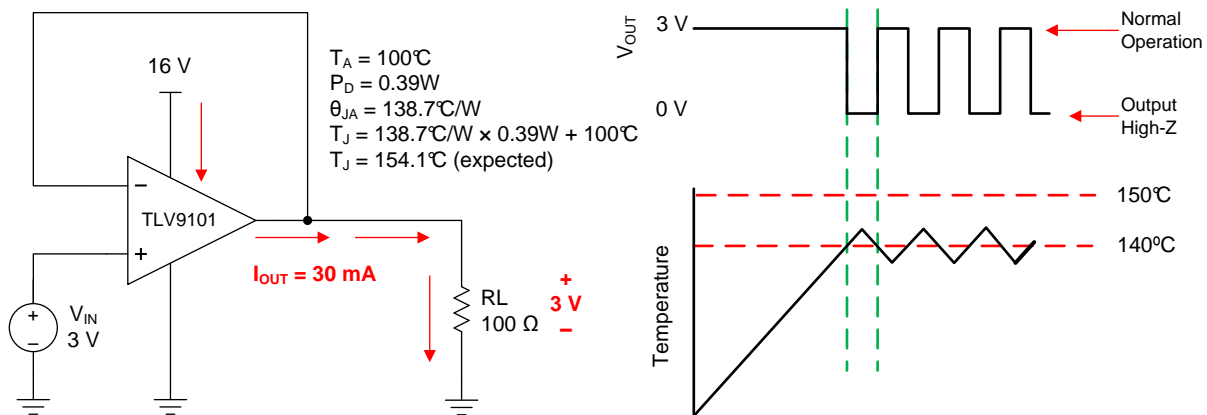 16 V
T_A = 100℃
P_D = 0.39W
θ_JA = 138.7℃/W
T_J = 138.7℃/W × 0.39W + 100℃
T_J = 154.1℃ (expected)
−
TLV9101
+
I_OUT = 30 mA
+
−
V_IN
3 V
RL
100 Ω
+
3 V
−
V_OUT
3 V
0 V
Normal
Operation
Output
High-Z
Temperature
150℃
140ºC